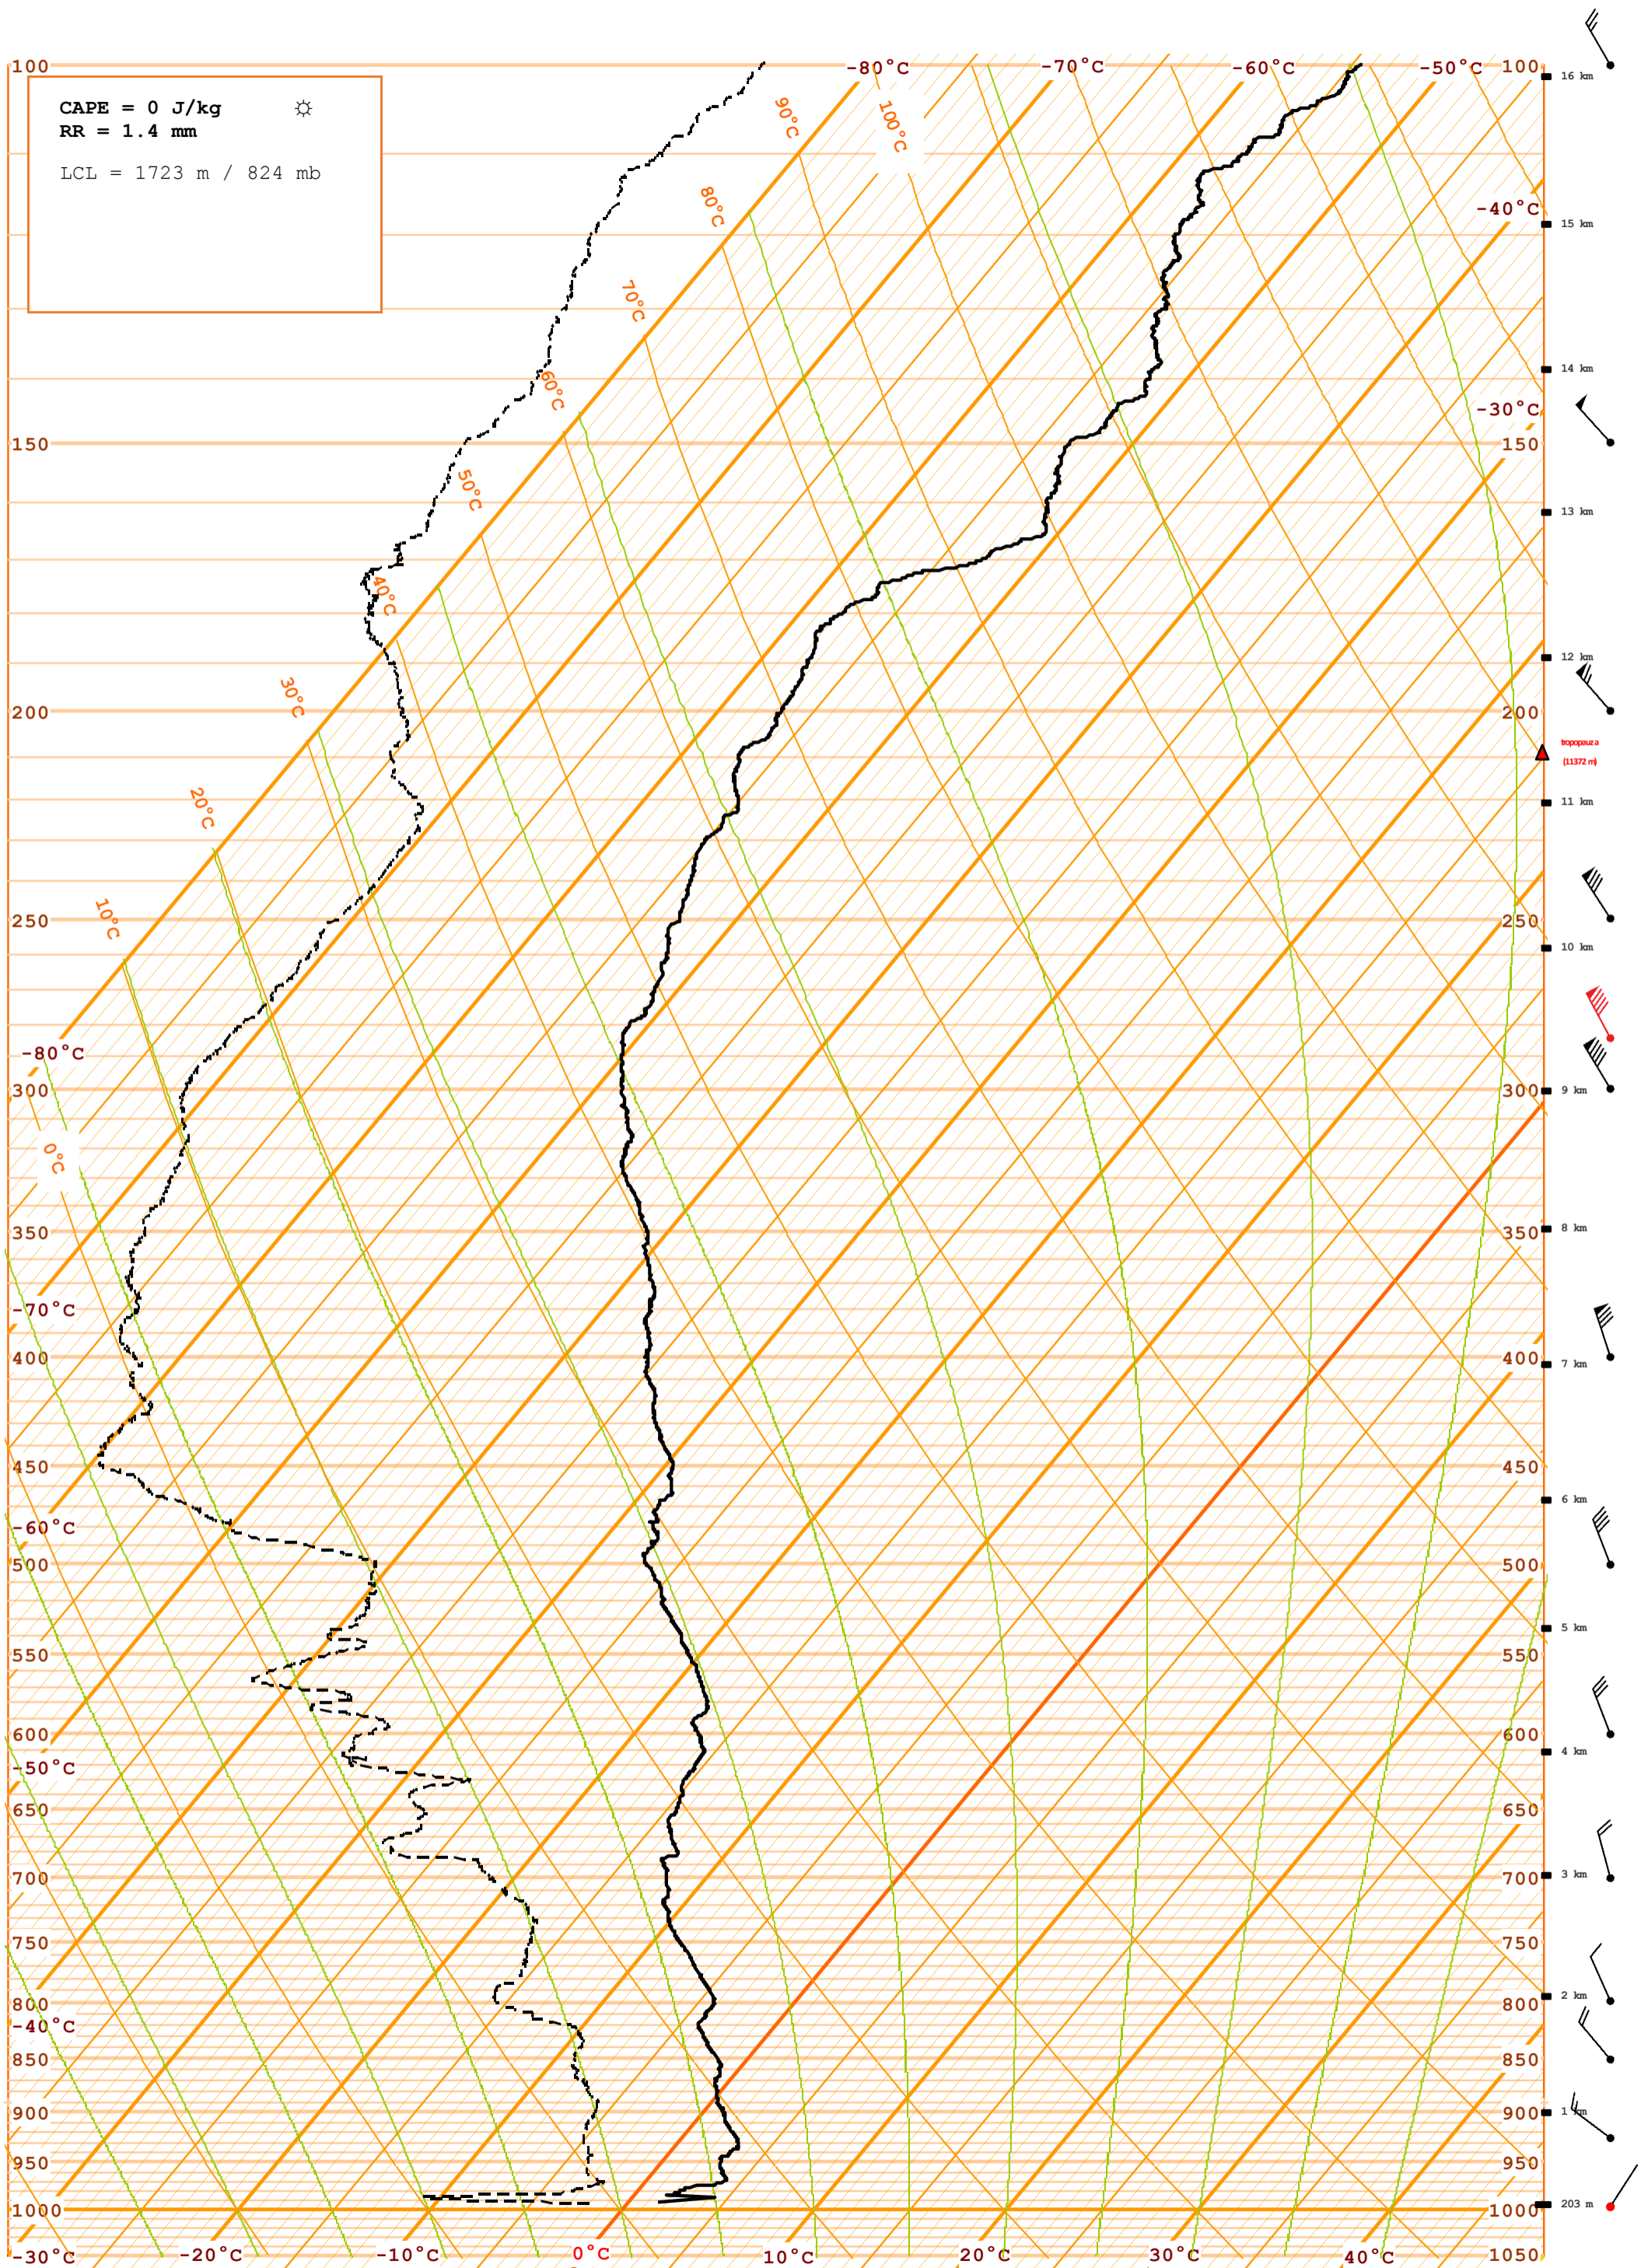 100 -80°C -70°C -60°C -50°C 100
16 km
CAPE = 0 J/kg ☼
RR = 1.4 mm
LCL = 1723 m / 824 mb
90°C 100°C
80°C
-40°C
15 km
70°C
14 km
60°C
-30°C
150 150
50°C
13 km
40°C
12 km
30°C
200 200
tropopauza
(11372 m)
20°C
11 km
10°C
250 250
10 km
-80°C
300 300
9 km
0°C
350 350
8 km
-70°C
400 400
7 km
450 450
6 km
-60°C
500 500
5 km
550 550
600 600
4 km
-50°C
650 650
700 700
3 km
750 750
2 km
800 800
-40°C
850 850
900 900
1 km
950 950
1000 1000
203 m
-30°C -20°C -10°C 0°C 10°C 20°C 30°C 40°C 1050